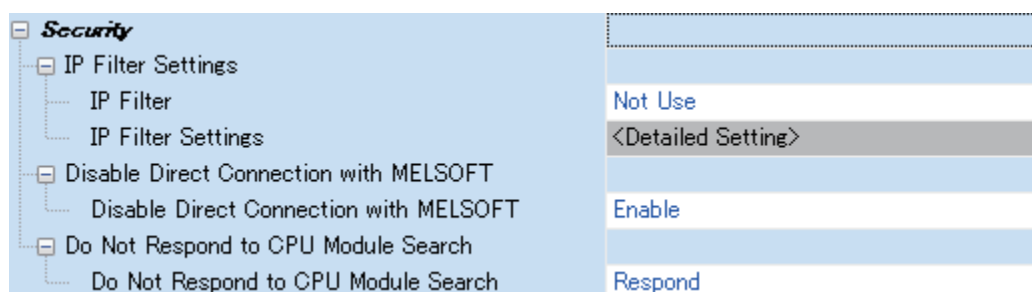 Security
IP Filter Settings
IP Filter Not Use
IP Filter Settings <Detailed Setting>
Disable Direct Connection with MELSOFT
Disable Direct Connection with MELSOFT Enable
Do Not Respond to CPU Module Search
Do Not Respond to CPU Module Search Respond